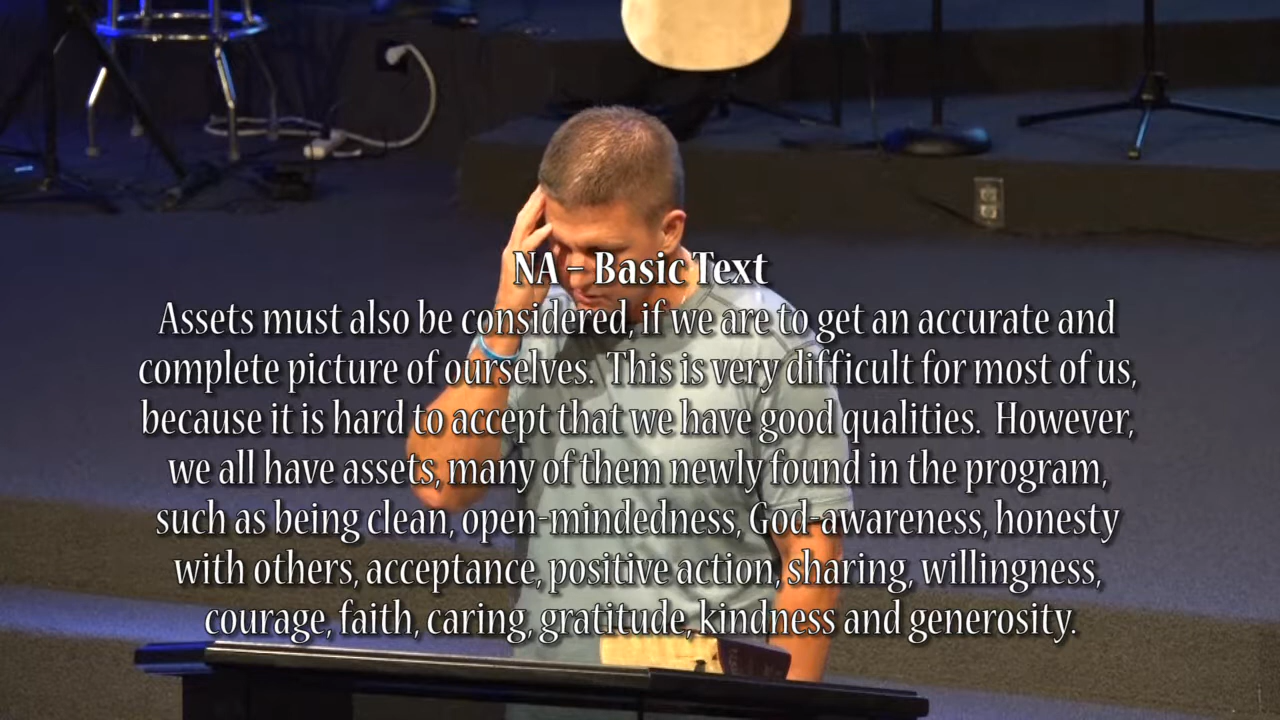 NA – Basic Text
Assets must also be considered, if we are to get an accurate and
complete picture of ourselves. This is very difficult for most of us,
because it is hard to accept that we have good qualities. However,
we all have assets, many of them newly found in the program,
such as being clean, open-mindedness, God-awareness, honesty
with others, acceptance, positive action, sharing, willingness,
courage, faith, caring, gratitude, kindness and generosity.